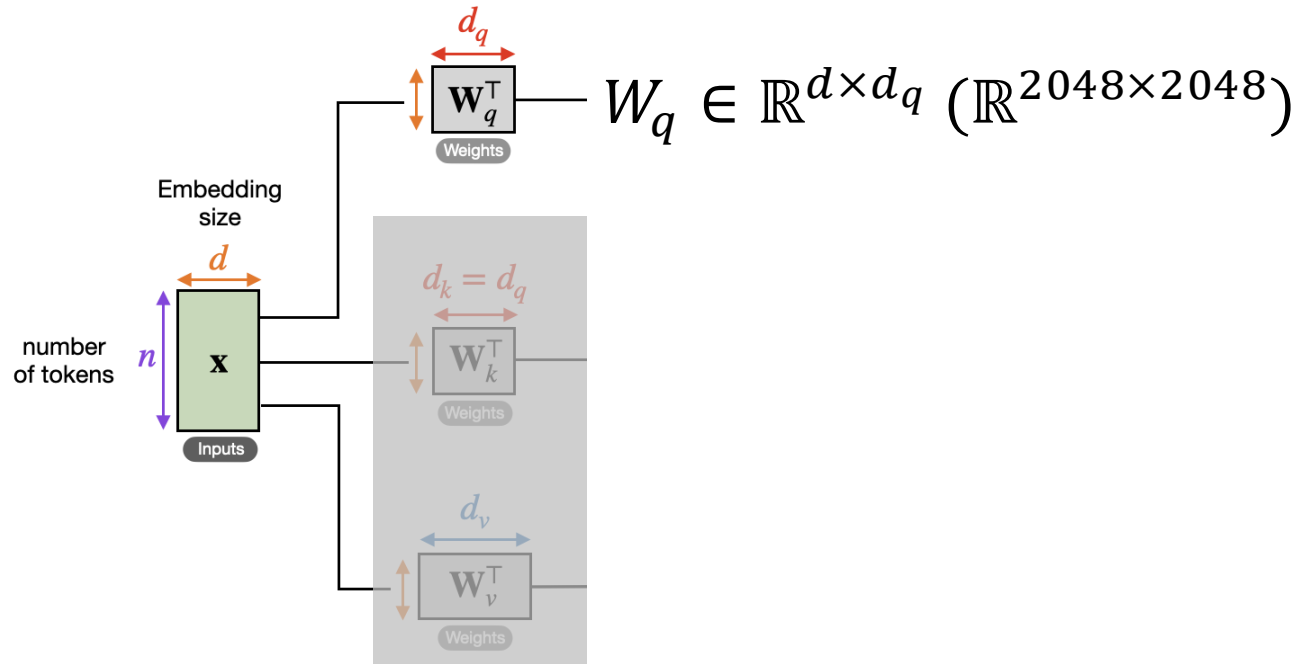 d_q
W_q^⊤
W_q ∈ ℝ^{d×d_q} (ℝ^{2048×2048})
Weights
Embedding
size
d
d_k = d_q
number
of tokens
n
x
W_k^⊤
Weights
Inputs
d_v
W_v^⊤
Weights